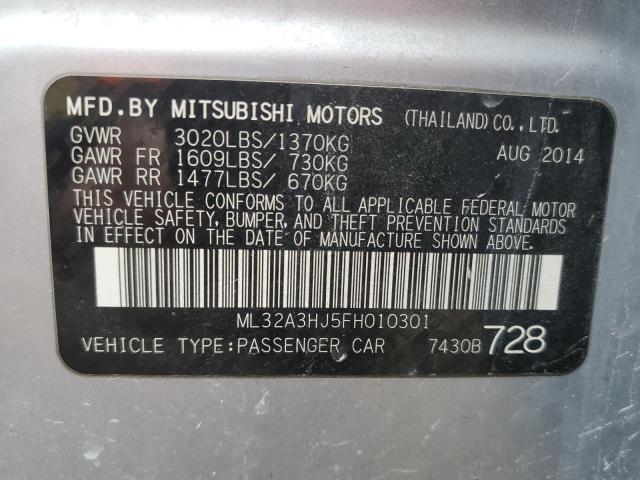 MFD.BY MITSUBISHI MOTORS (THAILAND) CO.,LTD.
GVWR 3020LBS/1370KG AUG 2014
GAWR FR 1609LBS/ 730KG
GAWR RR 1477LBS/ 670KG
THIS VEHICLE CONFORMS TO ALL APPLICABLE FEDERAL MOTOR
VEHICLE SAFETY, BUMPER, AND THEFT PREVENTION STANDARDS
IN EFFECT ON THE DATE OF MANUFACTURE SHOWN ABOVE.
ML32A3HJ5FH010301
VEHICLE TYPE:PASSENGER CAR 7430B 728